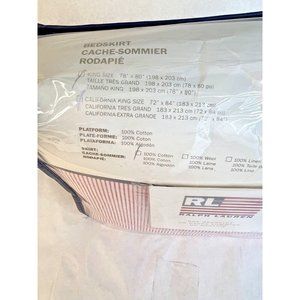 BEDSKIRT
CACHE-SOMMIER
RODAPIÉ
KING SIZE 78" x 80" (198 x 203 cm)
TAILLE TRÈS GRAND 198 x 203 cm (78 x 80 po)
TAMANO KING 198 x 203 cm (78" x 80")
CALIFORNIA KING SIZE 72" x 84" (183 x 213 cm)
CALIFORNIA TRES GRAND 183 x 213 cm (72 x 84 po)
CALIFORNIA EXTRA GRANDE 183 x 213 cm (72" x 84")
PLATFORM: 100% Cotton
PLATE-FORME: 100% Coton
PLATAFORMA: 100% Algodón
SKIRT: 100% Cotton 100% Wool 100% Linen
CACHE-SOMMIER: 100% Coton 100% Laine
RODAPIÉ: 100% Algodón 100% Lana
RL
RALPH LAUREN